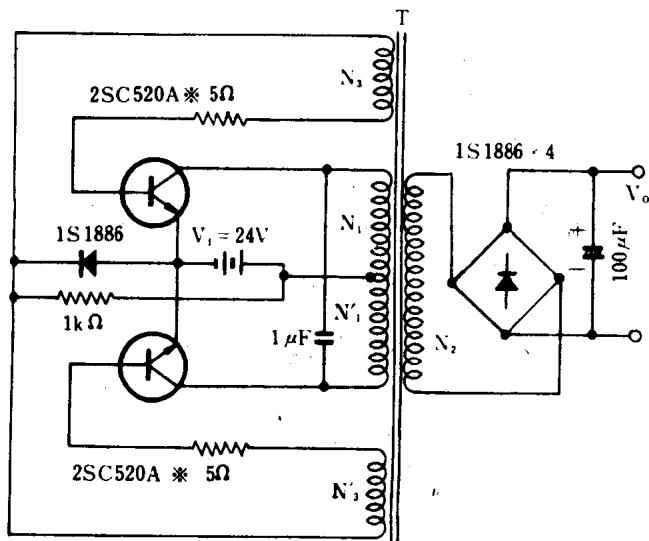 T
N₃
2SC520A※ 5Ω
1S1886×4
V₁=24V
N₁
Vₒ
1S1886
+
100μF
1kΩ
N'₁
1μF
N₂
2SC520A ※ 5Ω
N'₃